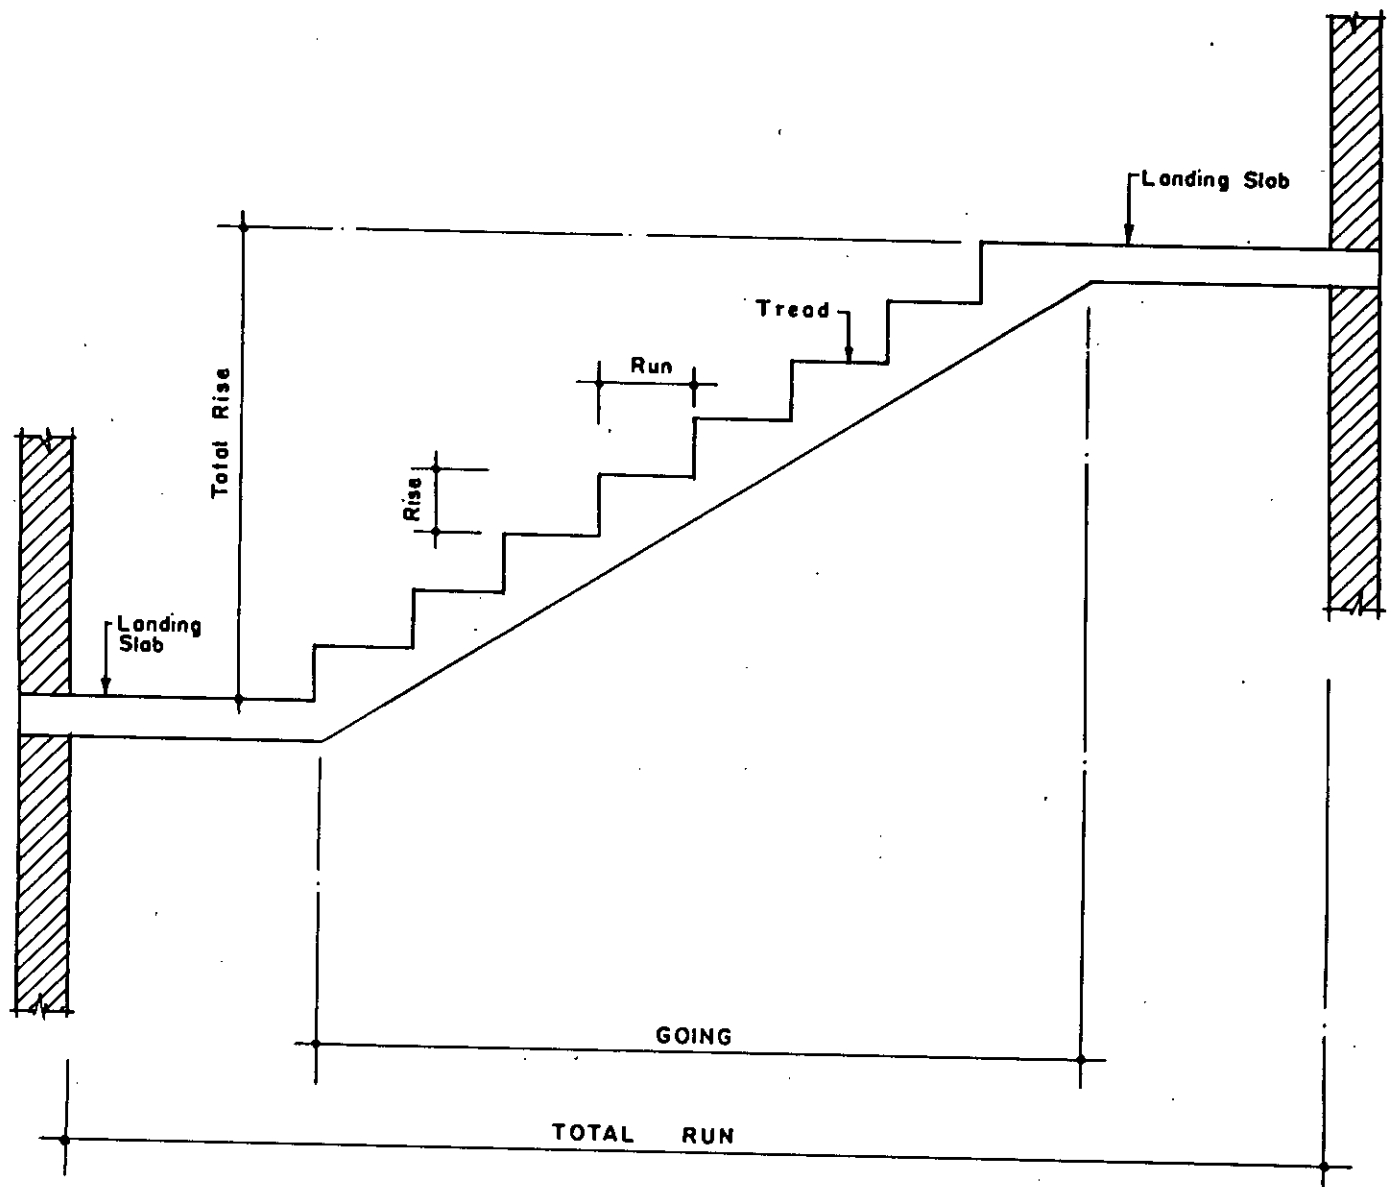 Landing Slab
Tread
Run
Total Rise
Rise
Landing
Slab
GOING
TOTAL RUN